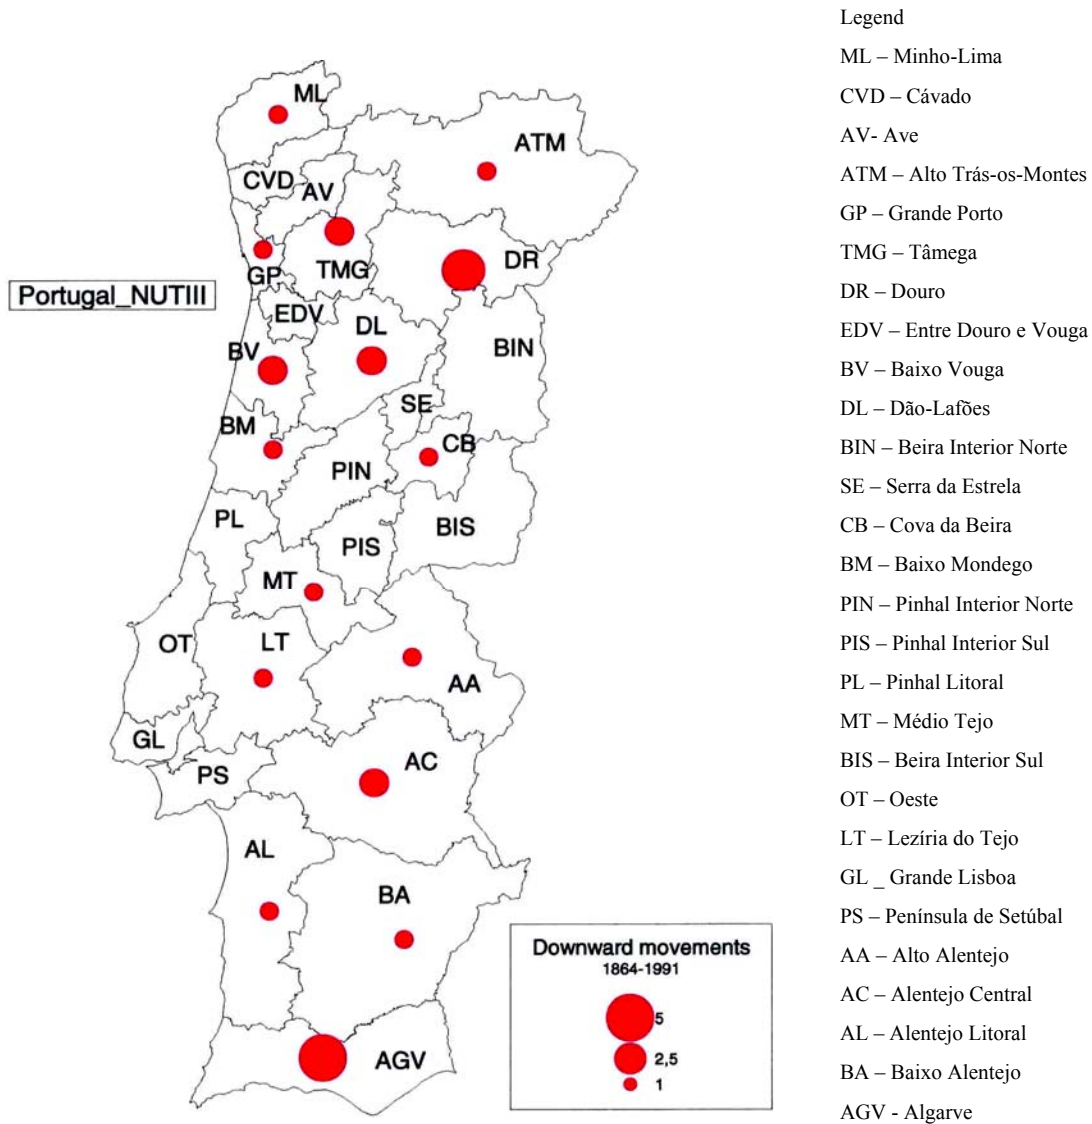 Legend
ML – Minho-Lima
CVD – Cávado
AV- Ave
ATM – Alto Trás-os-Montes
GP – Grande Porto
TMG – Tâmega
DR – Douro
EDV – Entre Douro e Vouga
BV – Baixo Vouga
DL – Dão-Lafões
BIN – Beira Interior Norte
SE – Serra da Estrela
CB – Cova da Beira
BM – Baixo Mondego
PIN – Pinhal Interior Norte
PIS – Pinhal Interior Sul
PL – Pinhal Litoral
MT – Médio Tejo
BIS – Beira Interior Sul
OT – Oeste
LT – Lezíria do Tejo
GL _ Grande Lisboa
PS – Península de Setúbal
AA – Alto Alentejo
AC – Alentejo Central
AL – Alentejo Litoral
BA – Baixo Alentejo
AGV - Algarve
Portugal_NUTIII
ML
ATM
CVD
AV
GP
TMG
DR
EDV
DL
BV
BIN
SE
BM
CB
PIN
PL
BIS
PIS
MT
OT
LT
AA
GL
PS
AC
AL
BA
AGV
Downward movements
1864-1991
5
2,5
1